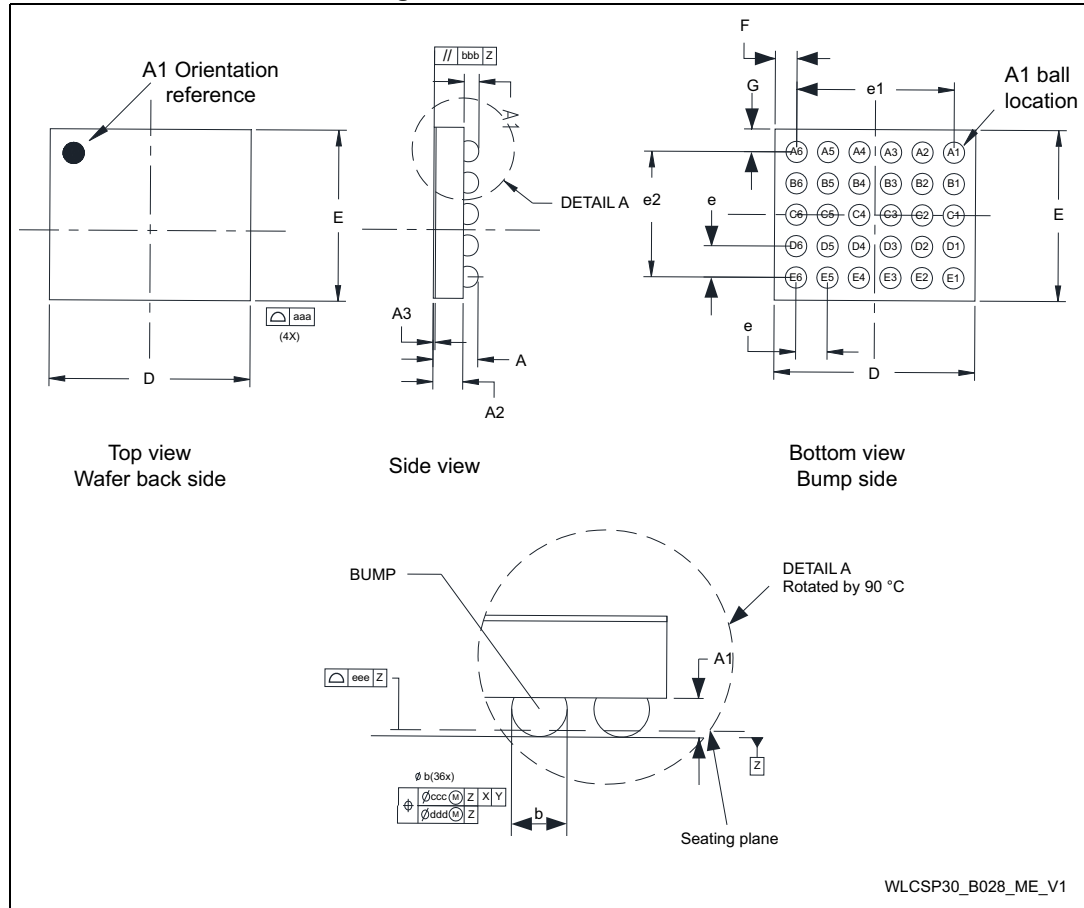 A1 Orientation
reference
E
D
⌓ aaa
(4X)
Top view
Wafer back side
// bbb Z
A1
DETAIL A
A3
A
A2
Side view
F
G
e1
A1 ball
location
e2
e
E
A6 A5 A4 A3 A2 A1
B6 B5 B4 B3 B2 B1
C6 C5 C4 C3 C2 C1
D6 D5 D4 D3 D2 D1
E6 E5 E4 E3 E2 E1
e
D
Bottom view
Bump side
BUMP
DETAIL A
Rotated by 90 °C
A1
⌓ eee Z
Z
ø b(36x)
⌖ Øccc Ⓜ Z X Y
Øddd Ⓜ Z
b
Seating plane
WLCSP30_B028_ME_V1